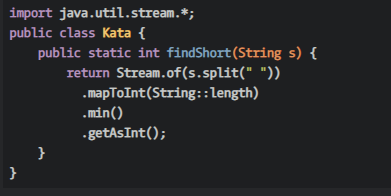 import java.util.stream.*;
public class Kata {
    public static int findShort(String s) {
        return Stream.of(s.split(" "))
          .mapToInt(String::length)
          .min()
          .getAsInt();
    }
}